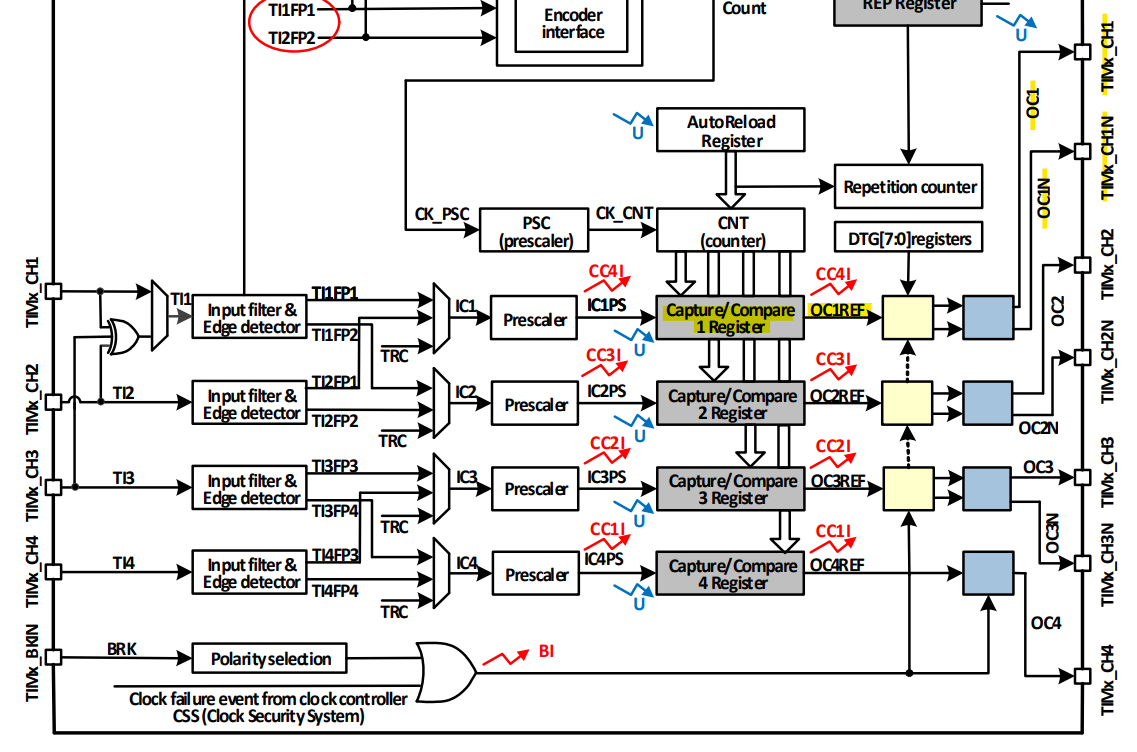 TI1FP1
TI2FP2
Encoder
interface
Count
REP Register
U
TIMx_CH1
OC1
AutoReload
Register
U
TIMx_CH1N
OC1N
Repetition counter
CK_PSC
PSC
(prescaler)
CK_CNT
CNT
(counter)
DTG[7:0]registers
TIMx_CH2
OC2
TIMx_CH1
TI1
Input filter &
Edge detector
TI1FP1
TI1FP2
TRC
IC1
Prescaler
CC4I
IC1PS
U
Capture/Compare
1 Register
CC4I
OC1REF
TIMx_CH2N
TIMx_CH2
TI2
Input filter &
Edge detector
TI2FP1
TI2FP2
TRC
IC2
Prescaler
CC3I
IC2PS
U
Capture/Compare
2 Register
CC3I
OC2REF
OC2N
TIMx_CH3
TI3
Input filter &
Edge detector
TI3FP3
TI3FP4
TRC
IC3
Prescaler
CC2I
IC3PS
U
Capture/Compare
3 Register
CC2I
OC3REF
OC3
TIMx_CH3
OC3N
TIMx_CH3N
TIMx_CH4
TI4
Input filter &
Edge detector
TI4FP3
TI4FP4
TRC
IC4
Prescaler
CC1I
IC4PS
U
Capture/Compare
4 Register
CC1I
OC4REF
OC4
TIMx_CH4
TIMx_BKIN
BRK
Polarity selection
BI
Clock failure event from clock controller
CSS (Clock Security System)